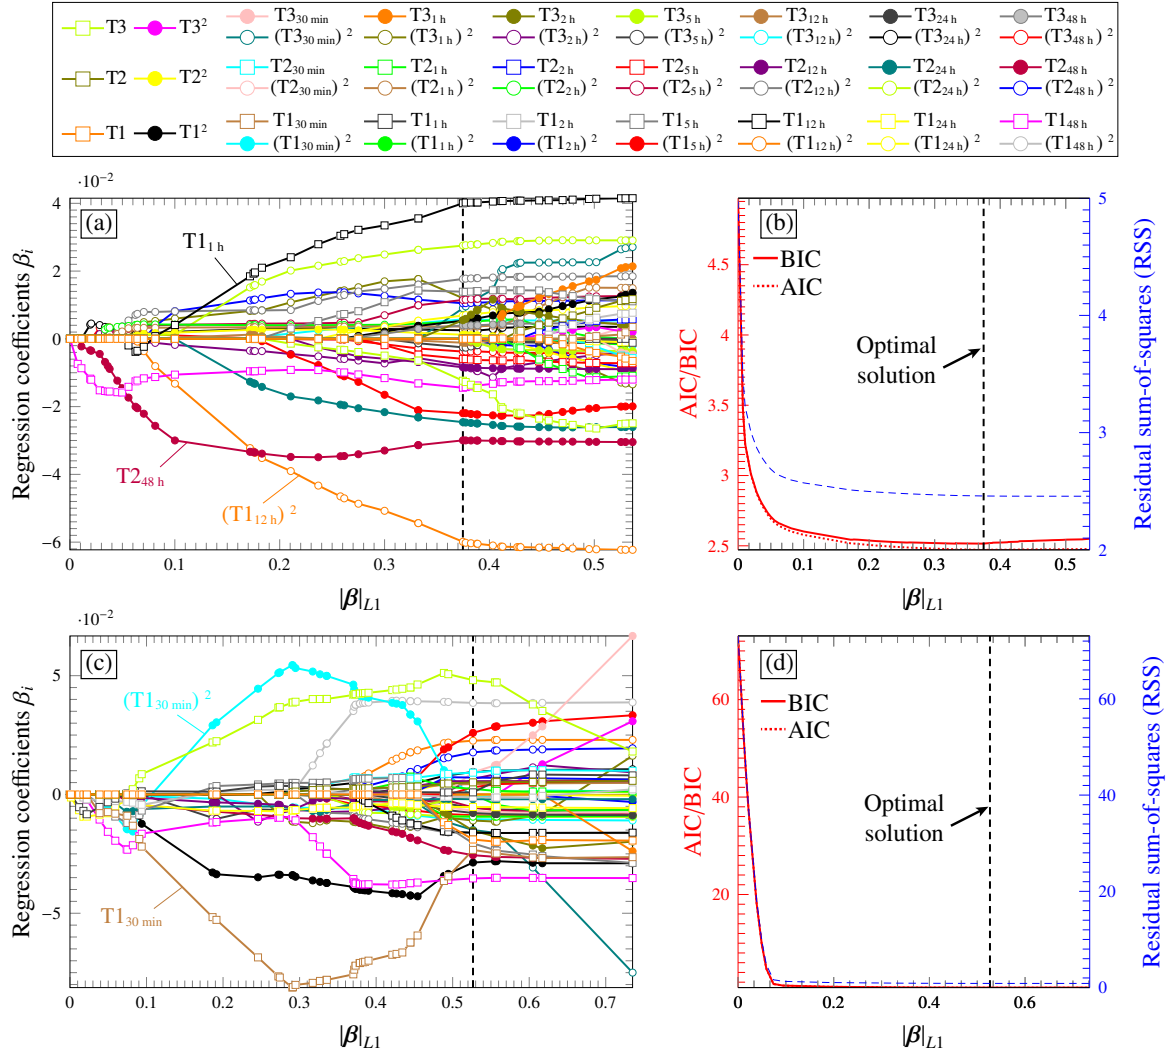 T3 T3² T3₃₀ ₘᵢₙ T3₁ ₕ T3₂ ₕ T3₅ ₕ T3₁₂ ₕ T3₂₄ ₕ T3₄₈ ₕ
(T3₃₀ ₘᵢₙ) ² (T3₁ ₕ) ² (T3₂ ₕ) ² (T3₅ ₕ) ² (T3₁₂ ₕ) ² (T3₂₄ ₕ) ² (T3₄₈ ₕ) ²
T2 T2² T2₃₀ ₘᵢₙ T2₁ ₕ T2₂ ₕ T2₅ ₕ T2₁₂ ₕ T2₂₄ ₕ T2₄₈ ₕ
(T2₃₀ ₘᵢₙ) ² (T2₁ ₕ) ² (T2₂ ₕ) ² (T2₅ ₕ) ² (T2₁₂ ₕ) ² (T2₂₄ ₕ) ² (T2₄₈ ₕ) ²
T1 T1² T1₃₀ ₘᵢₙ T1₁ ₕ T1₂ ₕ T1₅ ₕ T1₁₂ ₕ T1₂₄ ₕ T1₄₈ ₕ
(T1₃₀ ₘᵢₙ) ² (T1₁ ₕ) ² (T1₂ ₕ) ² (T1₅ ₕ) ² (T1₁₂ ₕ) ² (T1₂₄ ₕ) ² (T1₄₈ ₕ) ²
·10⁻²
(a)
4
2
0
−2
−4
−6
Regression coefficients βᵢ
T1₁ ₕ
T2₄₈ ₕ
(T1₁₂ ₕ) ²
0 0.1 0.2 0.3 0.4 0.5
|β|L1
(b)
BIC
AIC
4.5
4
3.5
3
2.5
AIC/BIC
Optimal
solution
5
4
3
2
Residual sum-of-squares (RSS)
0 0.1 0.2 0.3 0.4 0.5
|β|L1
·10⁻²
(c)
5
0
−5
Regression coefficients βᵢ
(T1₃₀ ₘᵢₙ) ²
T1₃₀ ₘᵢₙ
0 0.1 0.2 0.3 0.4 0.5 0.6 0.7
|β|L1
(d)
BIC
AIC
60
40
20
AIC/BIC
Optimal
solution
60
40
20
0
Residual sum-of-squares (RSS)
0 0.2 0.4 0.6
|β|L1